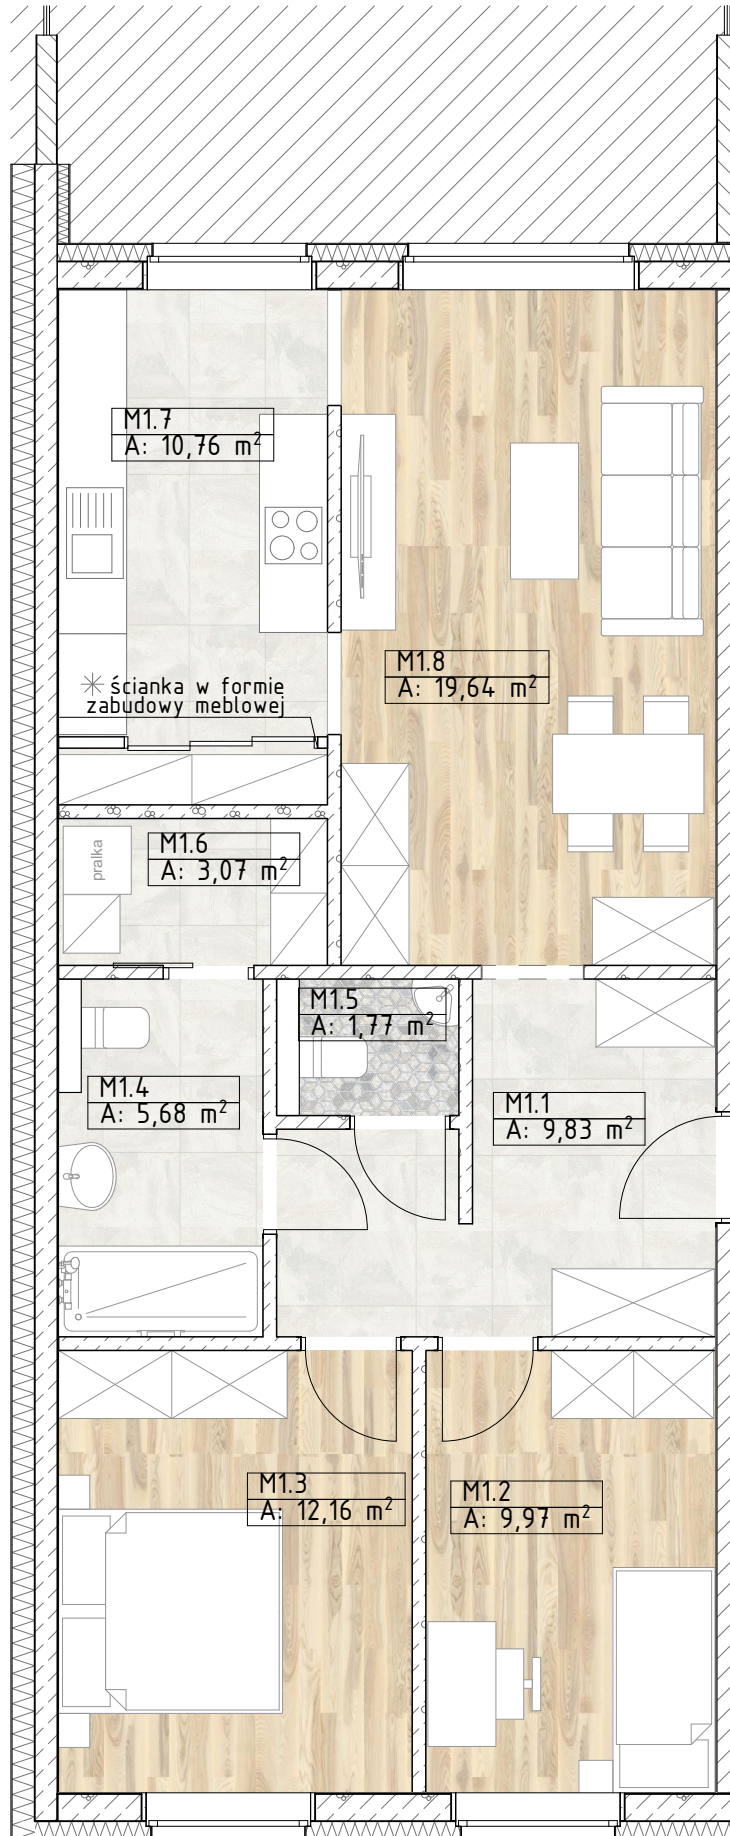 M1.7
A: 10,76 m²
M1.8
A: 19,64 m²
✳ ścianka w formie
zabudowy meblowej
pralka
M1.6
A: 3,07 m²
M1.5
A: 1,77 m²
M1.4
A: 5,68 m²
M1.1
A: 9,83 m²
M1.3
A: 12,16 m²
M1.2
A: 9,97 m²